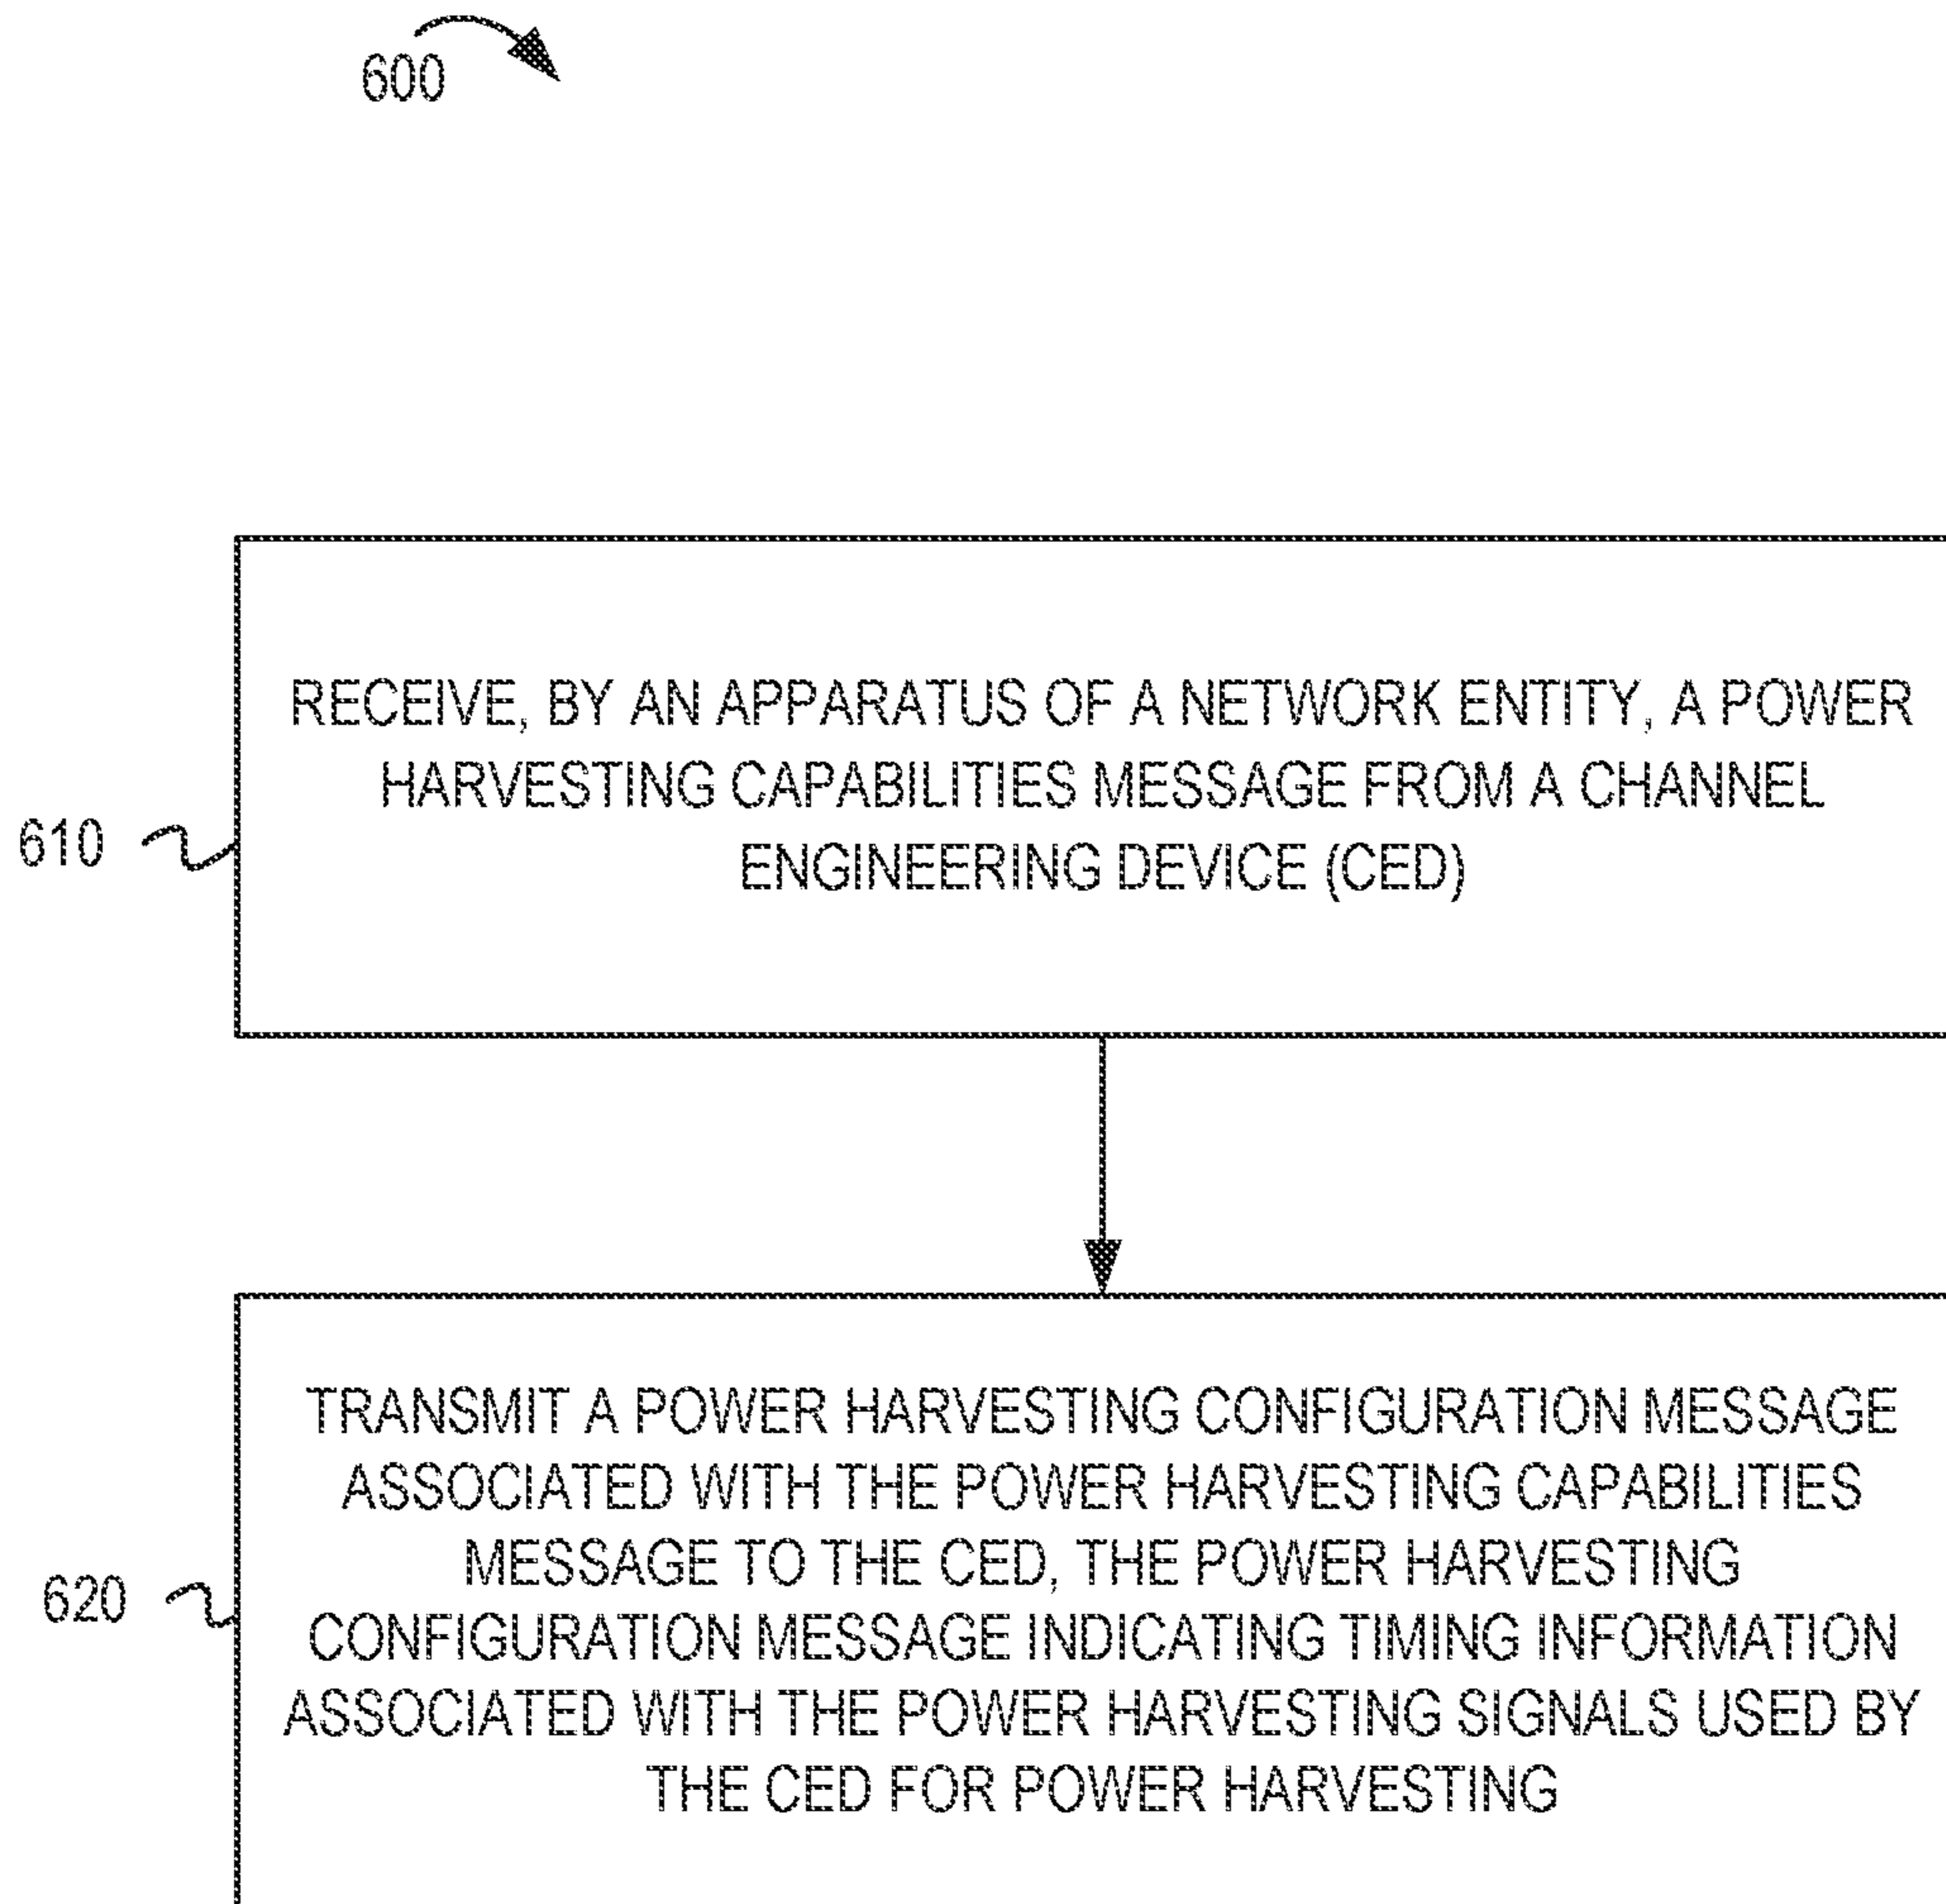 600
RECEIVE, BY AN APPARATUS OF A NETWORK ENTITY, A POWER
HARVESTING CAPABILITIES MESSAGE FROM A CHANNEL
ENGINEERING DEVICE (CED)
610
TRANSMIT A POWER HARVESTING CONFIGURATION MESSAGE
ASSOCIATED WITH THE POWER HARVESTING CAPABILITIES
MESSAGE TO THE CED, THE POWER HARVESTING
CONFIGURATION MESSAGE INDICATING TIMING INFORMATION
ASSOCIATED WITH THE POWER HARVESTING SIGNALS USED BY
THE CED FOR POWER HARVESTING
620